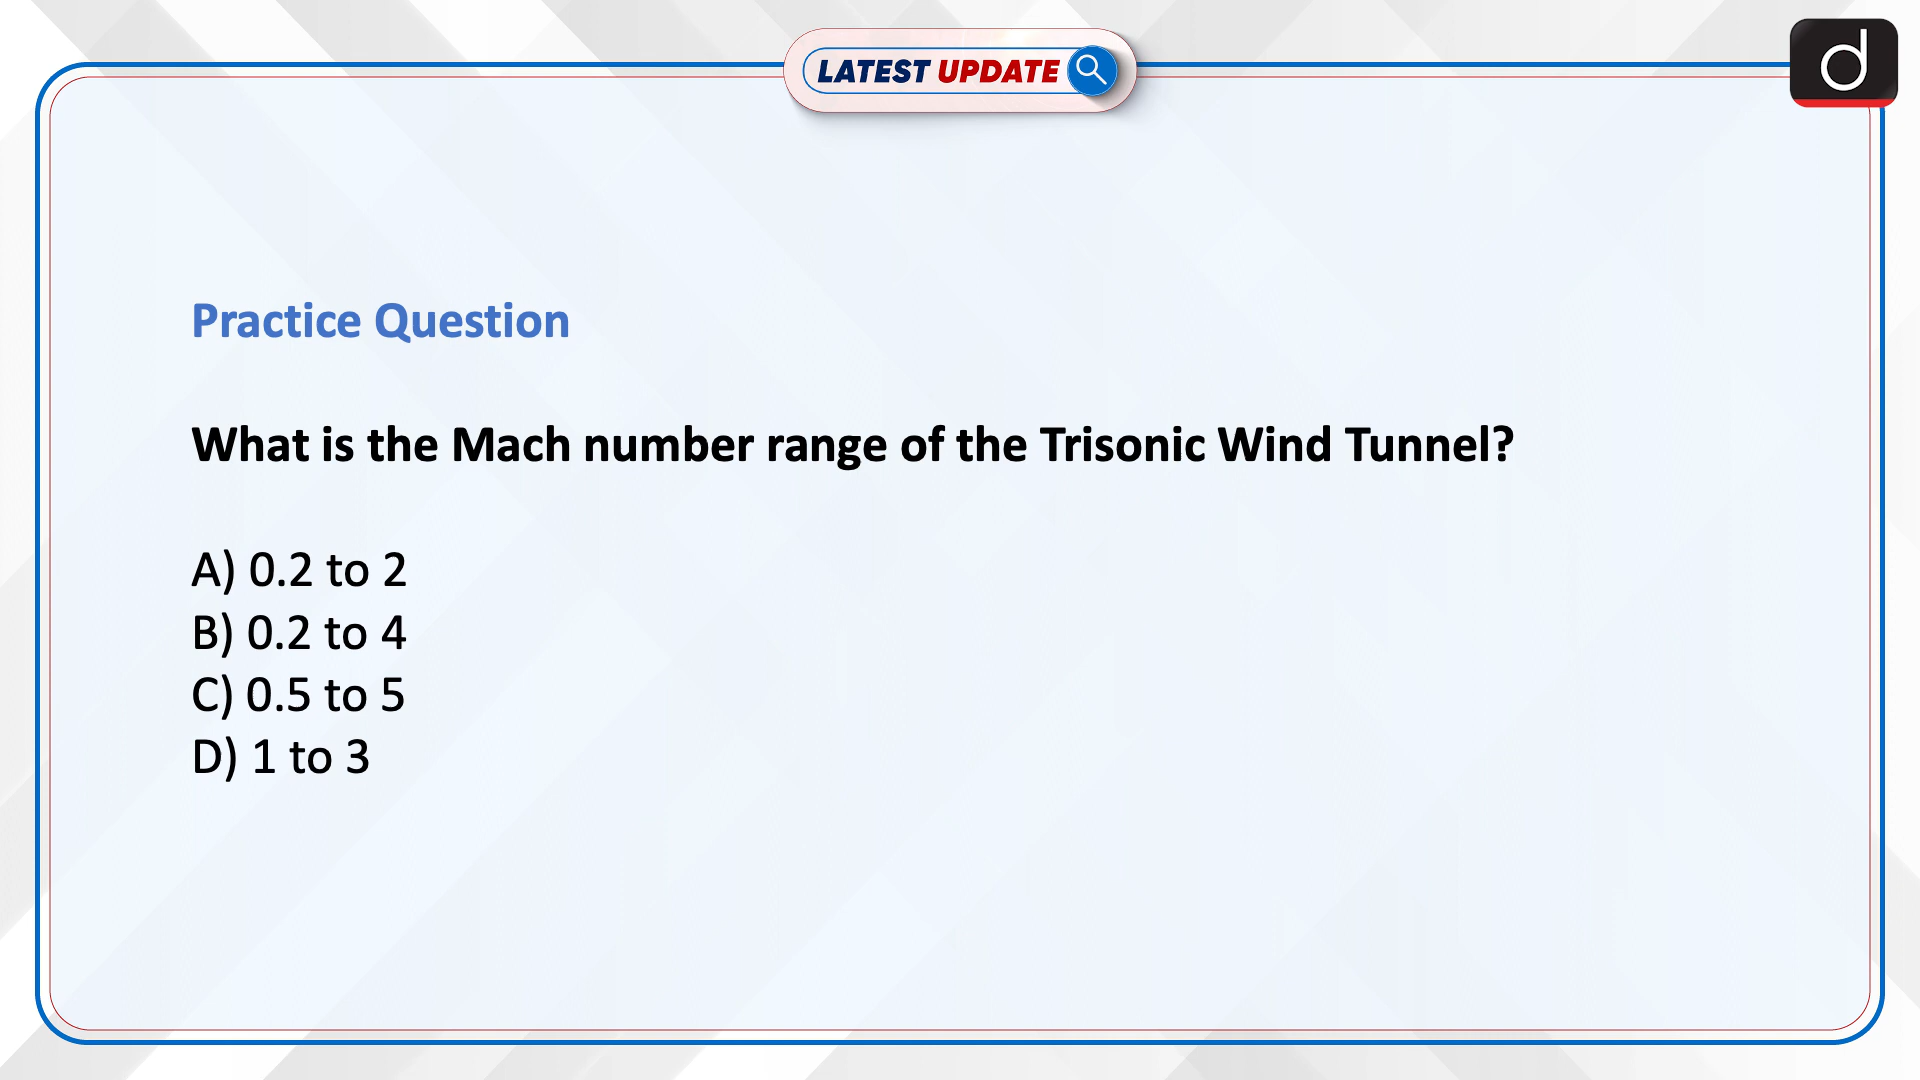 LATEST UPDATE
d
Practice Question
What is the Mach number range of the Trisonic Wind Tunnel?
A) 0.2 to 2
B) 0.2 to 4
C) 0.5 to 5
D) 1 to 3